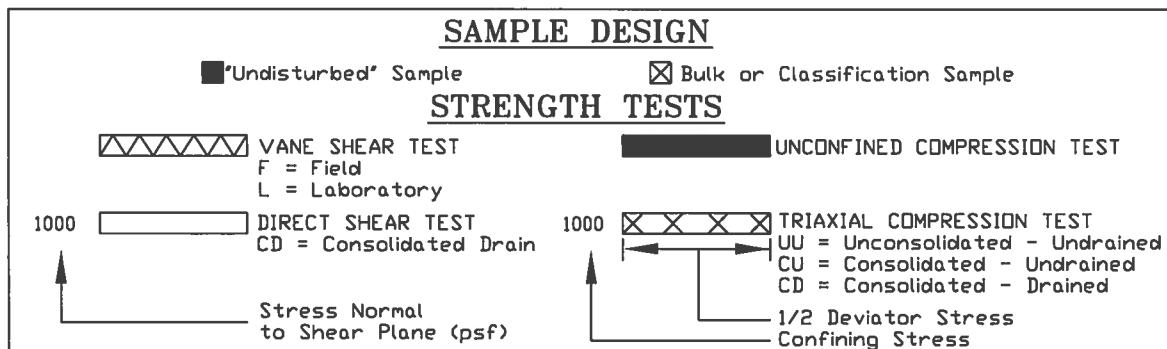 SAMPLE DESIGN
"Undisturbed" Sample
Bulk or Classification Sample
STRENGTH TESTS
VANE SHEAR TEST
F = Field
L = Laboratory
UNCONFINED COMPRESSION TEST
1000
DIRECT SHEAR TEST
CD = Consolidated Drain
Stress Normal
to Shear Plane (psf)
1000
TRIAXIAL COMPRESSION TEST
UU = Unconsolidated - Undrained
CU = Consolidated - Undrained
CD = Consolidated - Drained
1/2 Deviator Stress
Confining Stress